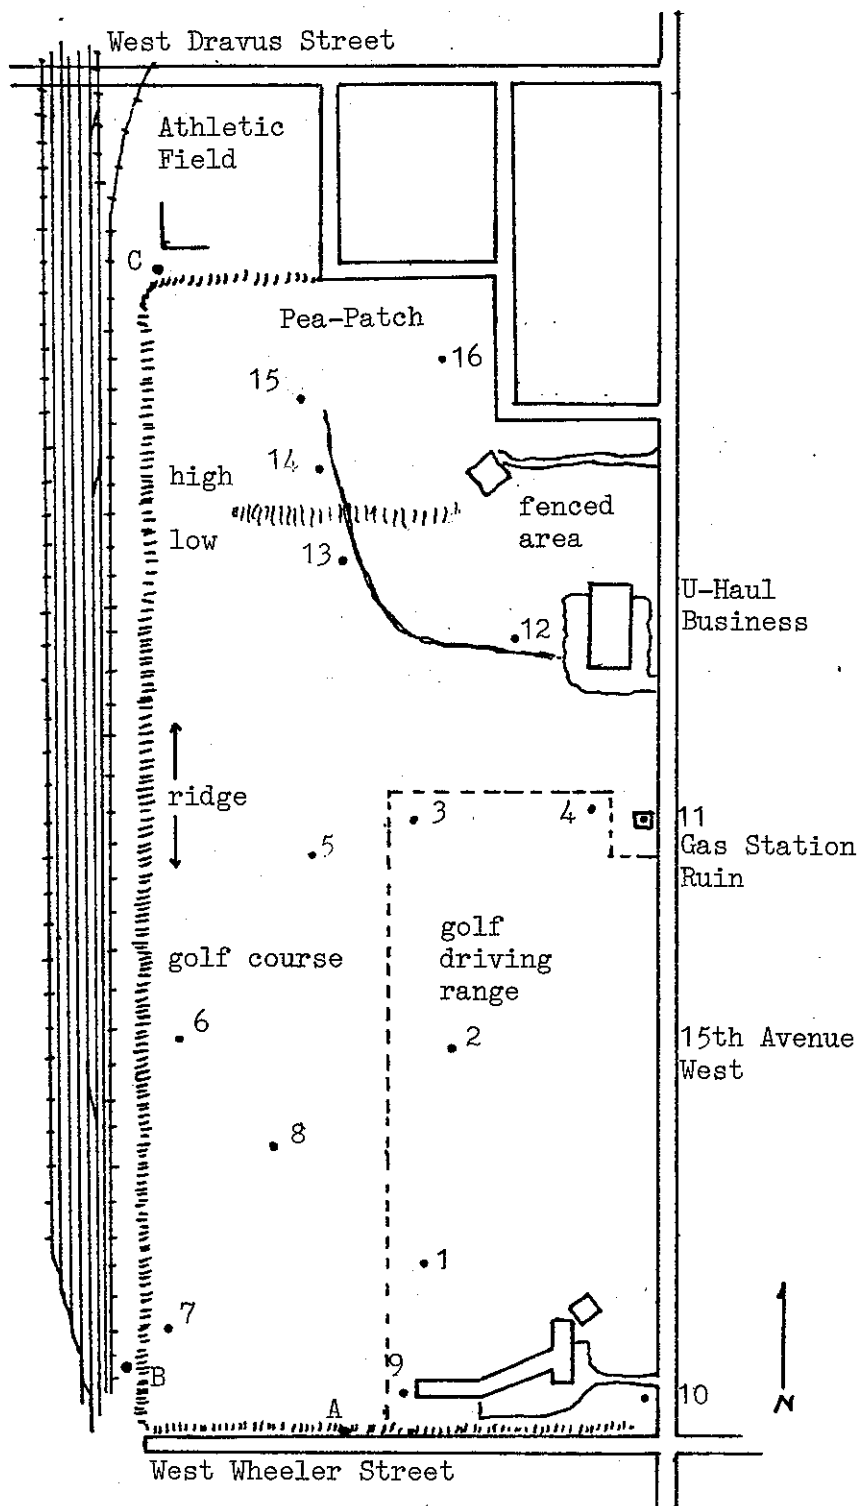 West Dravus Street
Athletic
Field
C
Pea-Patch
16
15
14
high
fenced
area
low
13
U-Haul
Business
12
ridge
3
4
11
Gas Station
Ruin
5
golf course
golf
driving
range
6
2
15th Avenue
West
8
1
7
B
9
10
A
N
West Wheeler Street